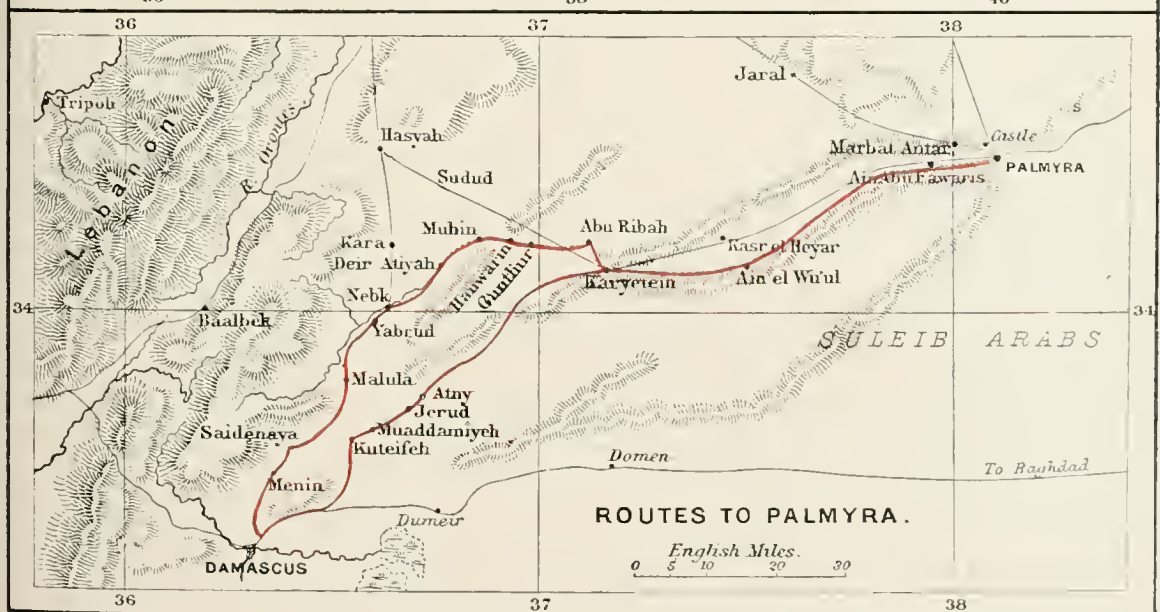 36 37 38
Jaral
Tripoli
Lebanon
R. Orontes.
Hasyah
Castle
Marbat Antar
PALMYRA
Sudud
Ain Abu Fawaris
Muhin
Abu Ribah
Kara
Kasr el Heyar
Deir Atiyah
Hauwarin
Gunthur
Karyetein
Ain el Wu'ul
Nebk
34 34
Baalbek
Yabrud
SULEIB ARABS
Malula
Atny
Jerud
Saidenaya
Muaddamiyeh
Kuteifeh
Domen
To Baghdad
Menin
Dumeir
ROUTES TO PALMYRA.
English Miles.
0 5 10 20 30
DAMASCUS
36 37 38